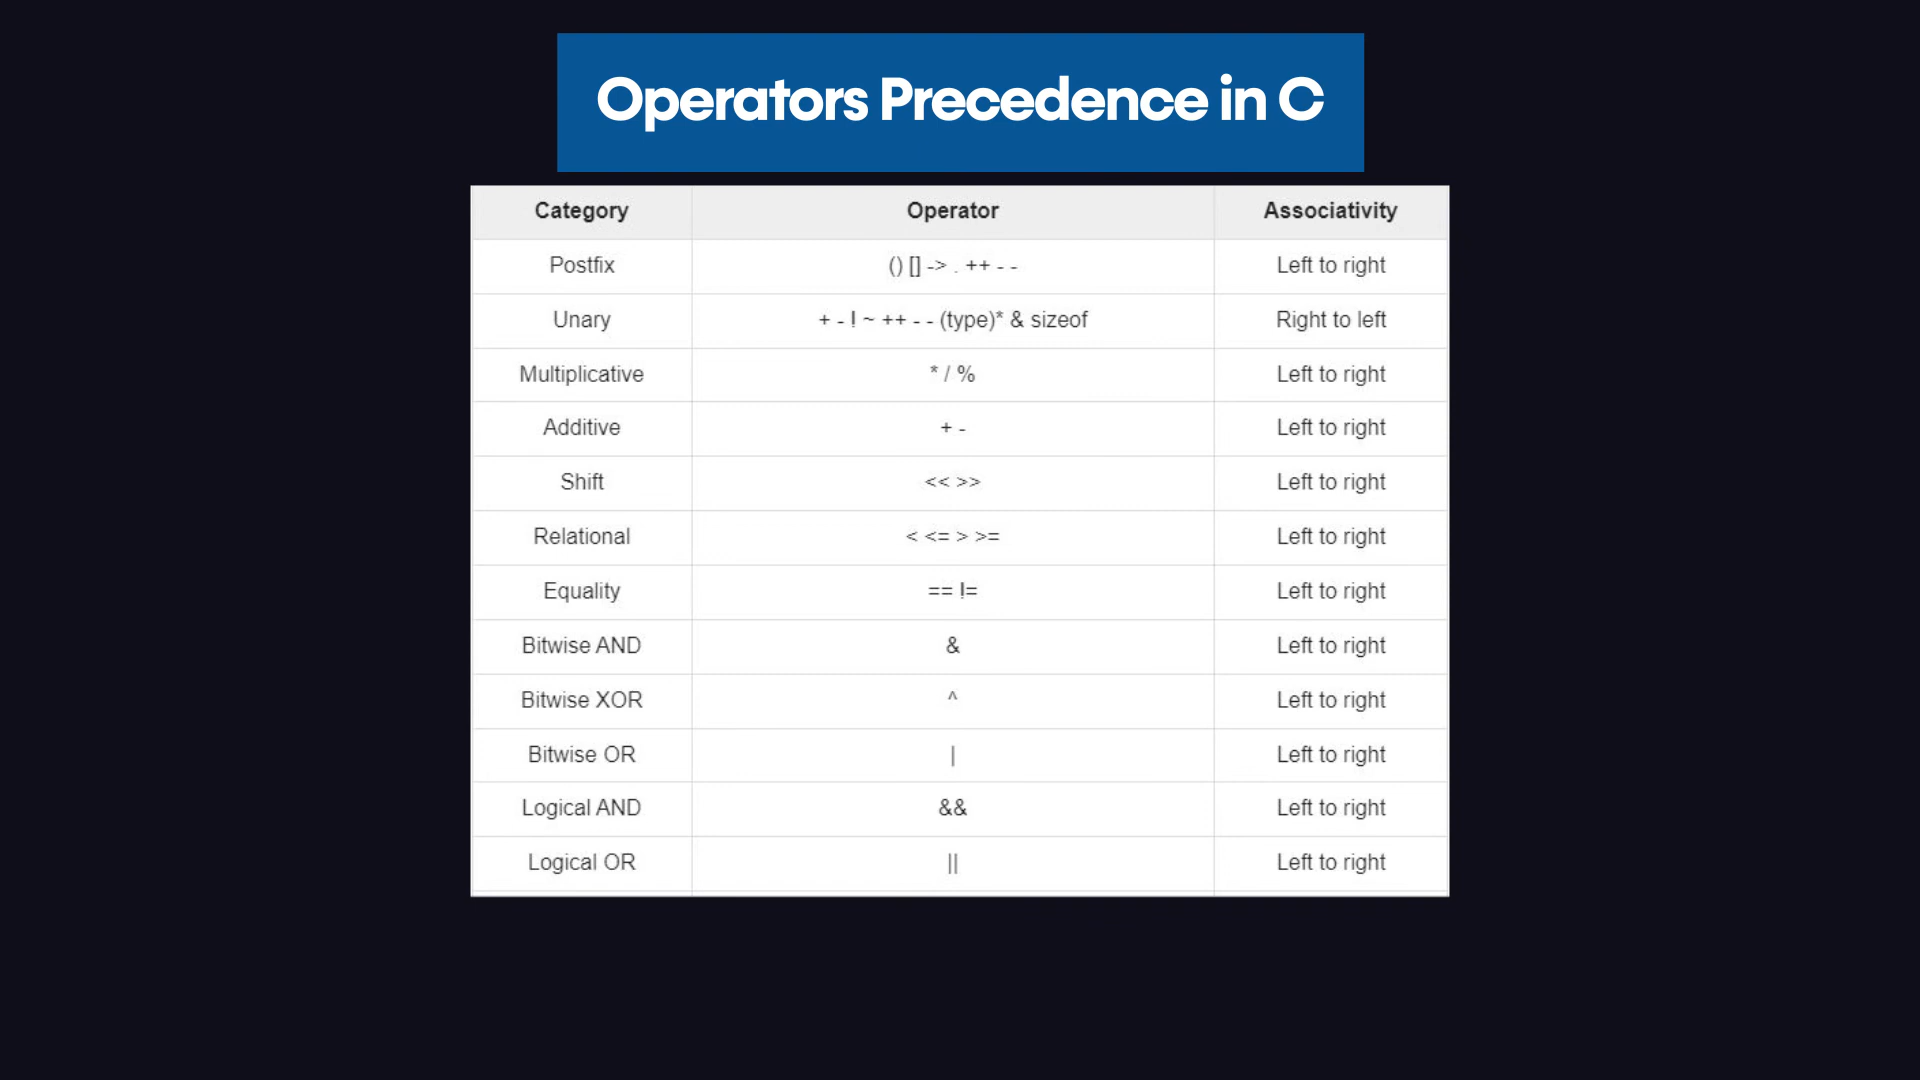 Operators Precedence in C
Category Operator Associativity
Postfix () [] -> . ++ - - Left to right
Unary + - ! ~ ++ - - (type)* & sizeof Right to left
Multiplicative * / % Left to right
Additive + - Left to right
Shift << >> Left to right
Relational < <= > >= Left to right
Equality == != Left to right
Bitwise AND & Left to right
Bitwise XOR ^ Left to right
Bitwise OR | Left to right
Logical AND && Left to right
Logical OR || Left to right